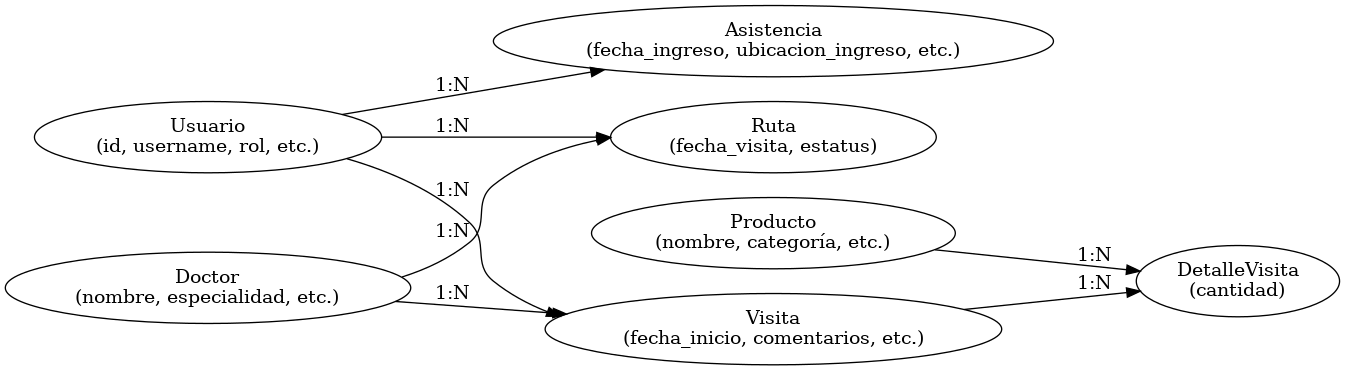 Asistencia
(fecha_ingreso, ubicacion_ingreso, etc.)
1:N
Usuario
(id, username, rol, etc.)
1:N
Ruta
(fecha_visita, estatus)
1:N
Producto
(nombre, categoría, etc.)
1:N
1:N
Doctor
(nombre, especialidad, etc.)
1:N
DetalleVisita
(cantidad)
1:N
Visita
(fecha_inicio, comentarios, etc.)